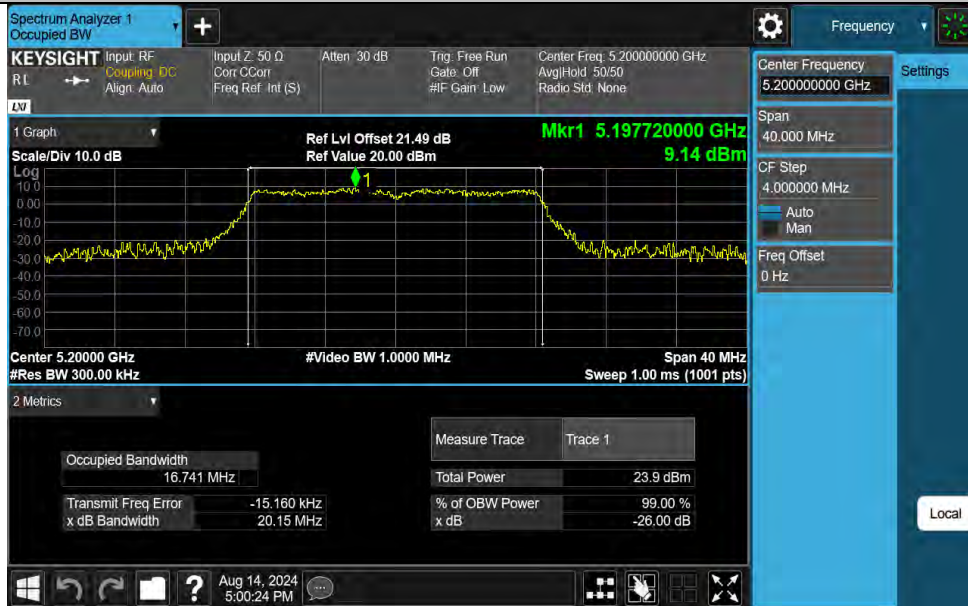 Spectrum Analyzer 1
Occupied BW
+
Frequency
KEYSIGHT
RL
LXI
Input: RF
Coupling: DC
Align: Auto
Input Z: 50 Ω
Corr CCorr
Freq Ref: Int (S)
Atten: 30 dB
Trig: Free Run
Gate: Off
#IF Gain: Low
Center Freq: 5.200000000 GHz
Avg|Hold: 50/50
Radio Std: None
Center Frequency
5.200000000 GHz
Settings
Span
40.000 MHz
CF Step
4.000000 MHz
Auto
Man
Freq Offset
0 Hz
1 Graph
Scale/Div 10.0 dB
Ref Lvl Offset 21.49 dB
Ref Value 20.00 dBm
Mkr1 5.197720000 GHz
9.14 dBm
Log
1
10.0
0.00
-10.0
-20.0
-30.0
-40.0
-50.0
-60.0
-70.0
Center 5.20000 GHz
#Video BW 1.0000 MHz
Span 40 MHz
#Res BW 300.00 kHz
Sweep 1.00 ms (1001 pts)
2 Metrics
Measure Trace Trace 1
Occupied Bandwidth
16.741 MHz
Total Power 23.9 dBm
Transmit Freq Error -15.160 kHz
% of OBW Power 99.00 %
x dB Bandwidth 20.15 MHz
x dB -26.00 dB
Local
?
Aug 14, 2024
5:00:24 PM